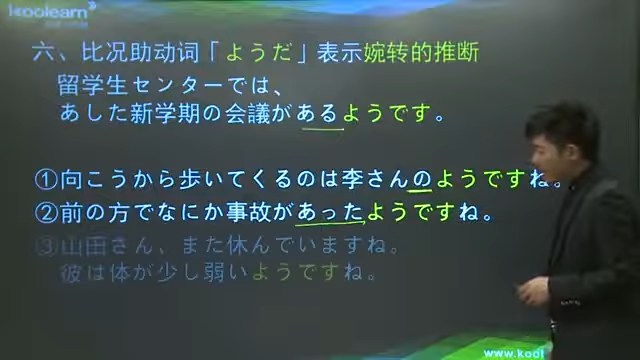 koolearn
六、比况助动词「ようだ」表示婉转的推断
留学生センターでは、
あした新学期の会議があるようです。
①向こうから歩いてくるのは李さんのようですね。
②前の方でなにか事故があったようですね。
③山田さん、また休んでいますね。
彼は体が少し弱いようですね。
www.kool